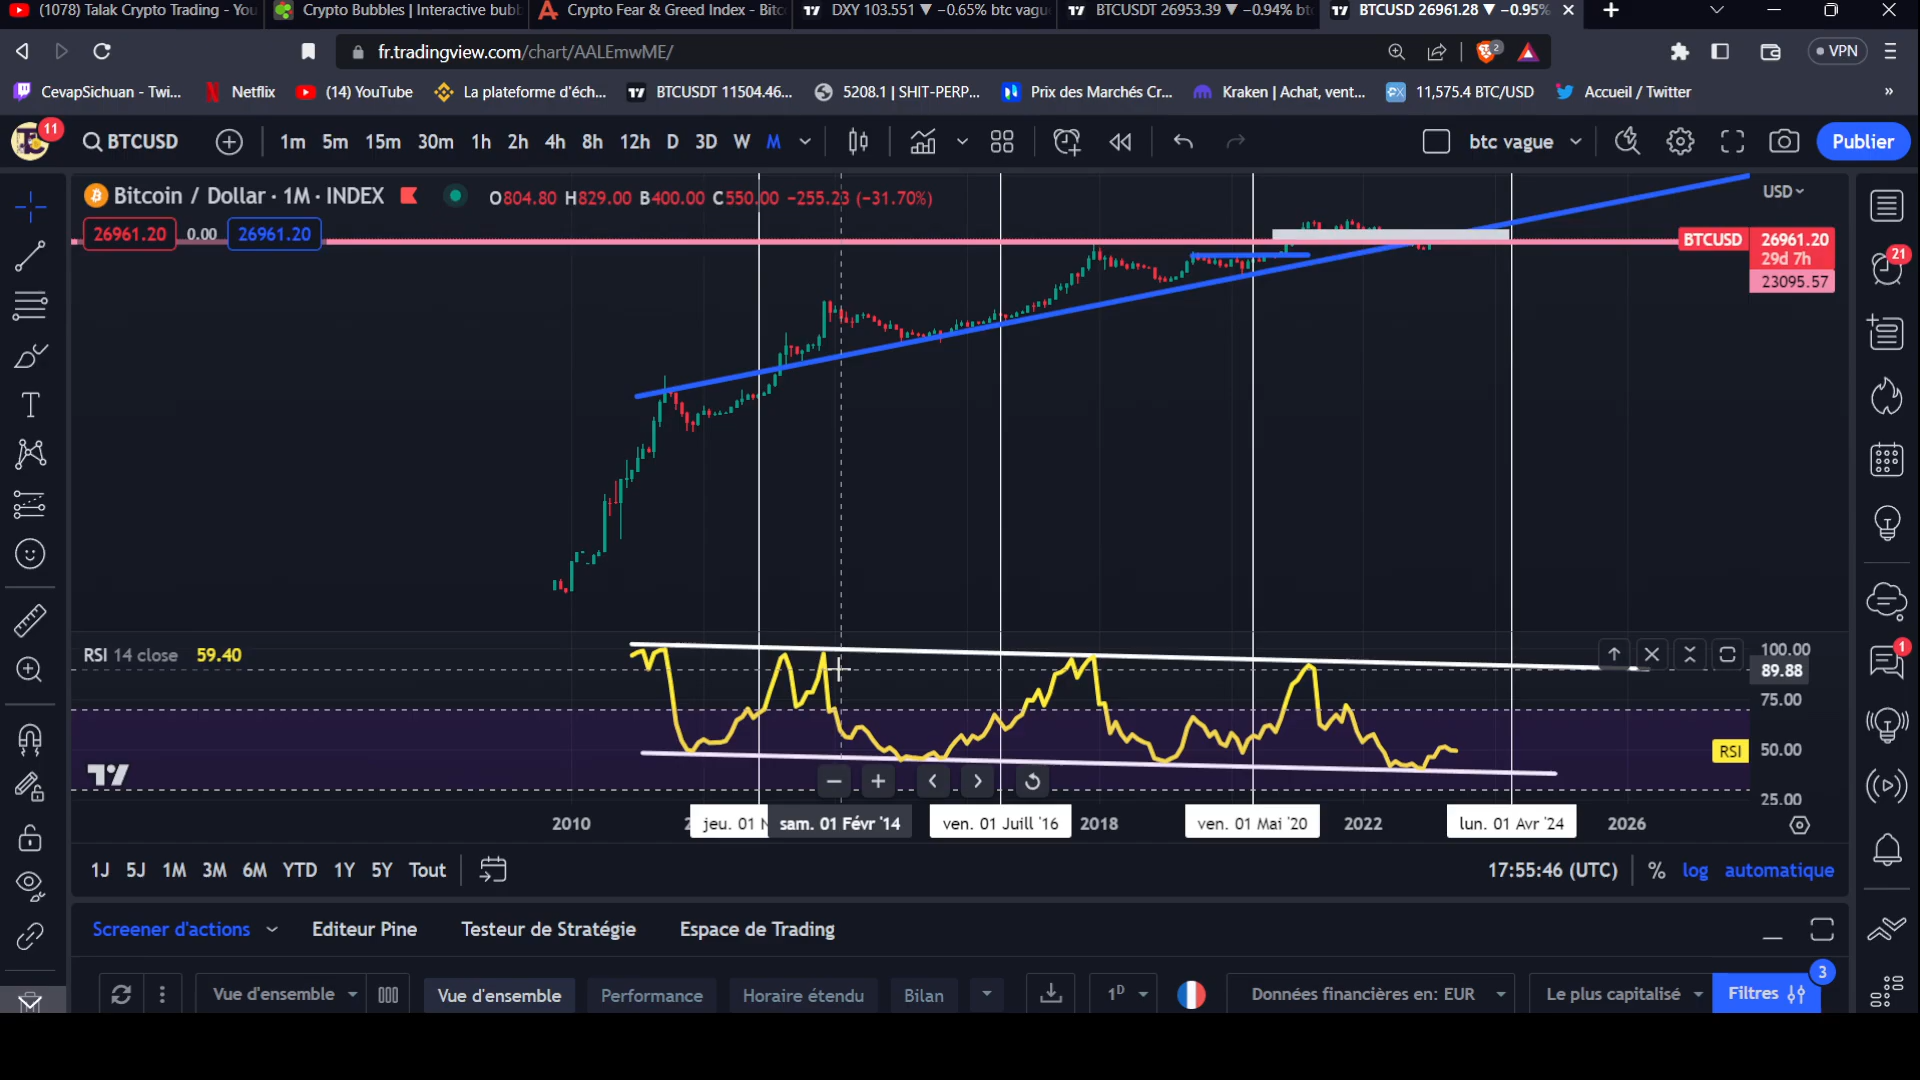 (1078) Talak Crypto Trading - You
Crypto Bubbles | Interactive bubb
Crypto Fear & Greed Index - Bitc
DXY 103.551 ▼ −0.65% btc vagu
BTCUSDT 26953.39 ▼ −0.94% bt
BTCUSD 26961.28 ▼ −0.95%
fr.tradingview.com/chart/AALEmwME/
2
VPN
CevapSichuan - Twi...
Netflix
(14) YouTube
La plateforme d'éch...
BTCUSDT 11504.46...
5208.1 | SHIT-PERP...
Prix des Marchés Cr...
Kraken | Achat, vent...
11,575.4 BTC/USD
Accueil / Twitter
»
11
BTCUSD
1m 5m 15m 30m 1h 2h 4h 8h 12h D 3D W M
btc vague
Publier
Bitcoin / Dollar · 1M · INDEX
O804.80 H829.00 B400.00 C550.00 −255.23 (−31.70%)
USD
26961.20 0.00 26961.20
BTCUSD 26961.20
29d 7h
23095.57
21
RSI 14 close 59.40
100.00
89.88
75.00
RSI 50.00
25.00
1
2010
jeu. 01 N
sam. 01 Févr '14
ven. 01 Juill '16
2018
ven. 01 Mai '20
2022
lun. 01 Avr '24
2026
1J 5J 1M 3M 6M YTD 1Y 5Y Tout
17:55:46 (UTC) % log automatique
Screener d'actions
Editeur Pine
Testeur de Stratégie
Espace de Trading
3
Vue d'ensemble
Vue d'ensemble
Performance
Horaire étendu
Bilan
1D
Données financières en: EUR
Le plus capitalisé
Filtres